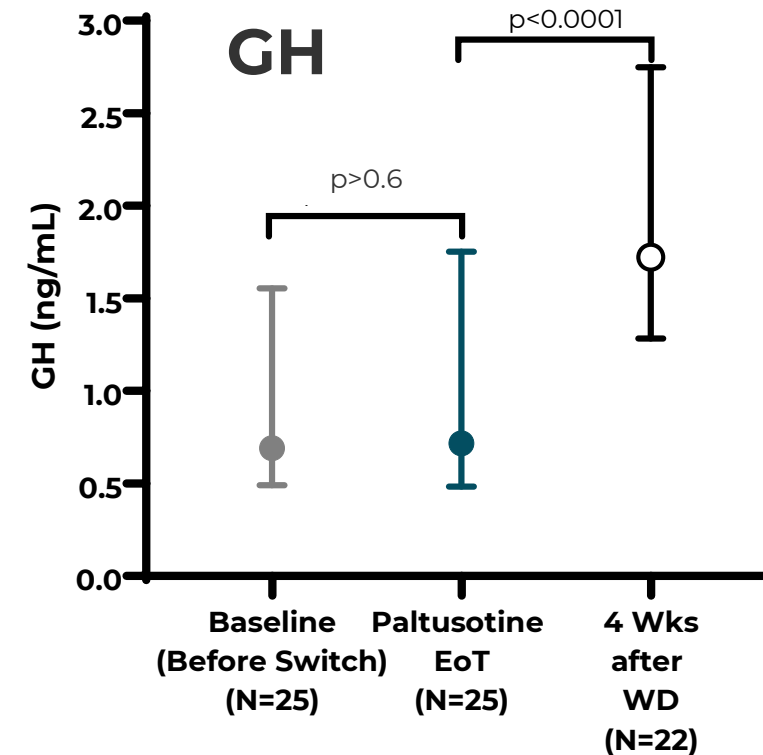 GH
p<0.0001
p>0.6
GH (ng/mL)
3.0
2.5
2.0
1.5
1.0
0.5
0.0
Baseline
(Before Switch)
(N=25)
Paltusotine
EoT
(N=25)
4 Wks
after
WD
(N=22)